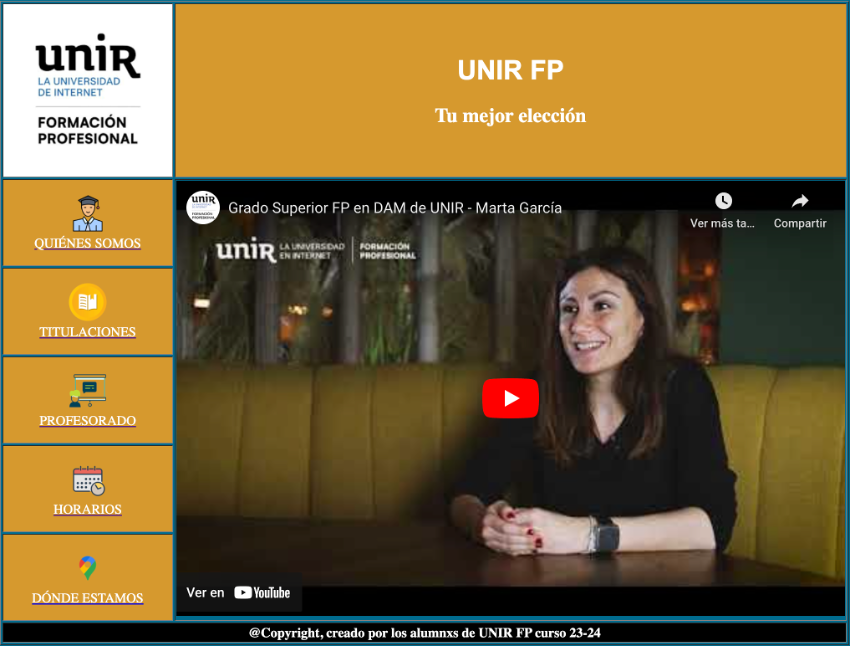 unir
LA UNIVERSIDAD
DE INTERNET
FORMACIÓN
PROFESIONAL
UNIR FP
Tu mejor elección
QUIÉNES SOMOS
TITULACIONES
PROFESORADO
HORARIOS
DÓNDE ESTAMOS
unir
Grado Superior FP en DAM de UNIR - Marta García
Ver más ta...
Compartir
unir
LA UNIVERSIDAD
EN INTERNET
FORMACIÓN
PROFESIONAL
Ver en YouTube
@Copyright, creado por los alumnxs de UNIR FP curso 23-24